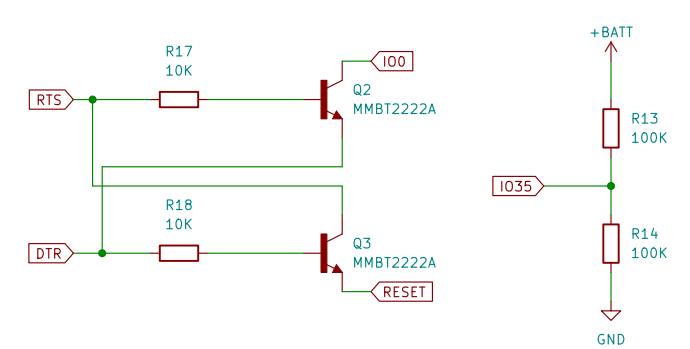 R17
10K
RTS
IO0
Q2
MMBT2222A
R18
10K
DTR
Q3
MMBT2222A
RESET
+BATT
R13
100K
IO35
R14
100K
GND